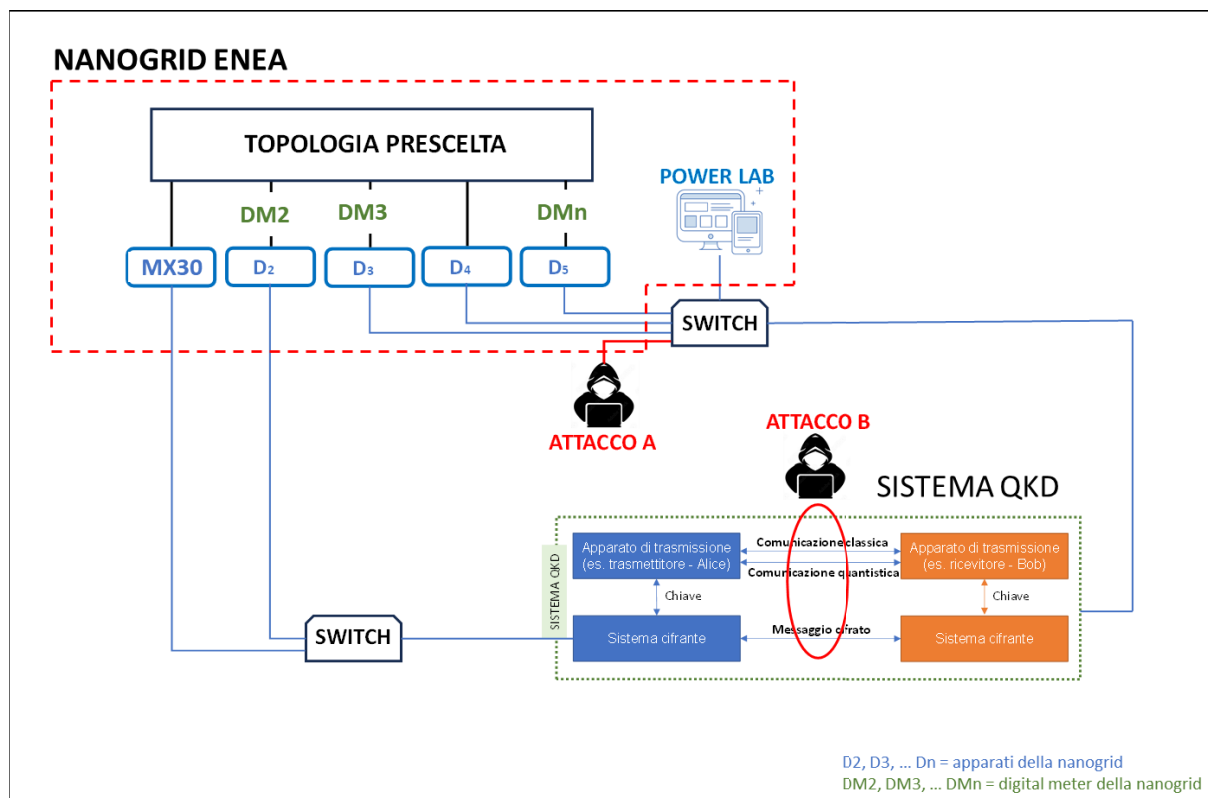 NANOGRID ENEA
TOPOLOGIA PRESCELTA
POWER LAB
DM2
DM3
DMn
MX30
D2
D3
D4
D5
SWITCH
ATTACCO A
ATTACCO B
SISTEMA QKD
SISTEMA QKD
Apparato di trasmissione
(es. trasmettitore - Alice)
Comunicazione classica
Comunicazione quantistica
Apparato di trasmissione
(es. ricevitore - Bob)
Chiave
Chiave
SWITCH
Sistema cifrante
Messaggio cifrato
Sistema cifrante
D2, D3, ... Dn = apparati della nanogrid
DM2, DM3, ... DMn = digital meter della nanogrid